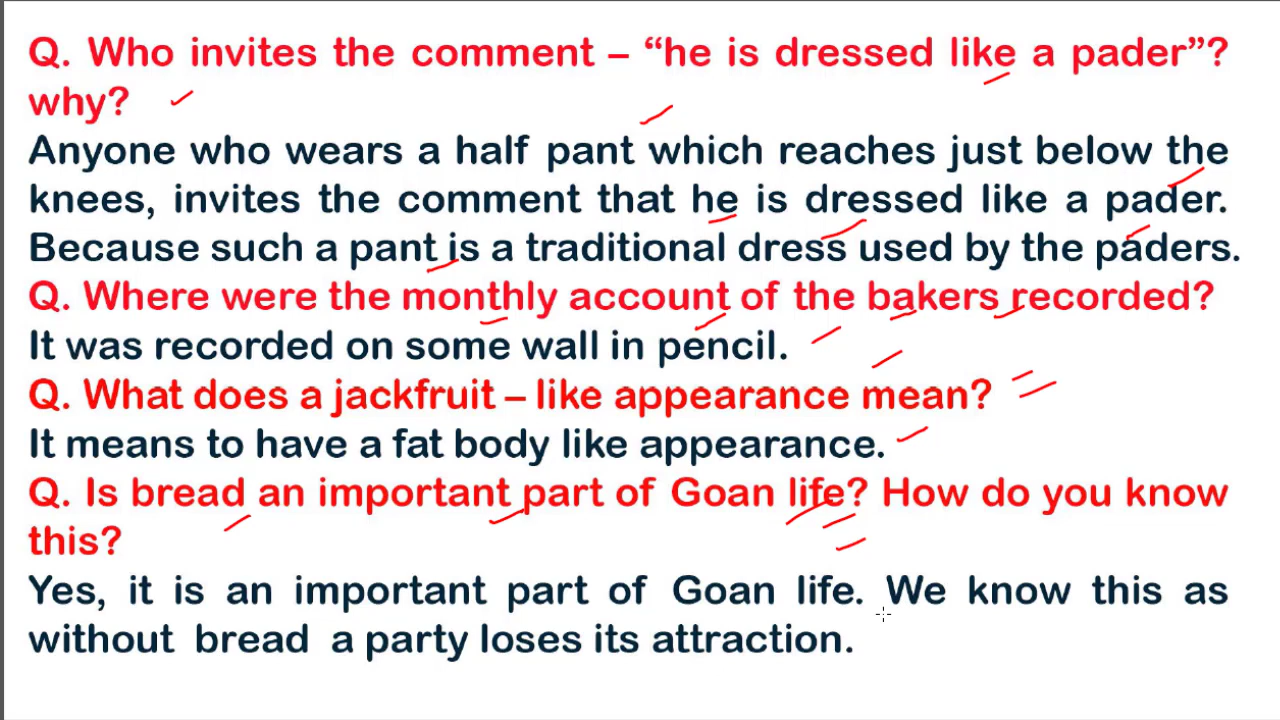 Q. Who invites the comment – “he is dressed like a pader”?
why?
Anyone who wears a half pant which reaches just below the
knees, invites the comment that he is dressed like a pader.
Because such a pant is a traditional dress used by the paders.
Q. Where were the monthly account of the bakers recorded?
It was recorded on some wall in pencil.
Q. What does a jackfruit – like appearance mean?
It means to have a fat body like appearance.
Q. Is bread an important part of Goan life? How do you know
this?
Yes, it is an important part of Goan life. We know this as
without bread a party loses its attraction.